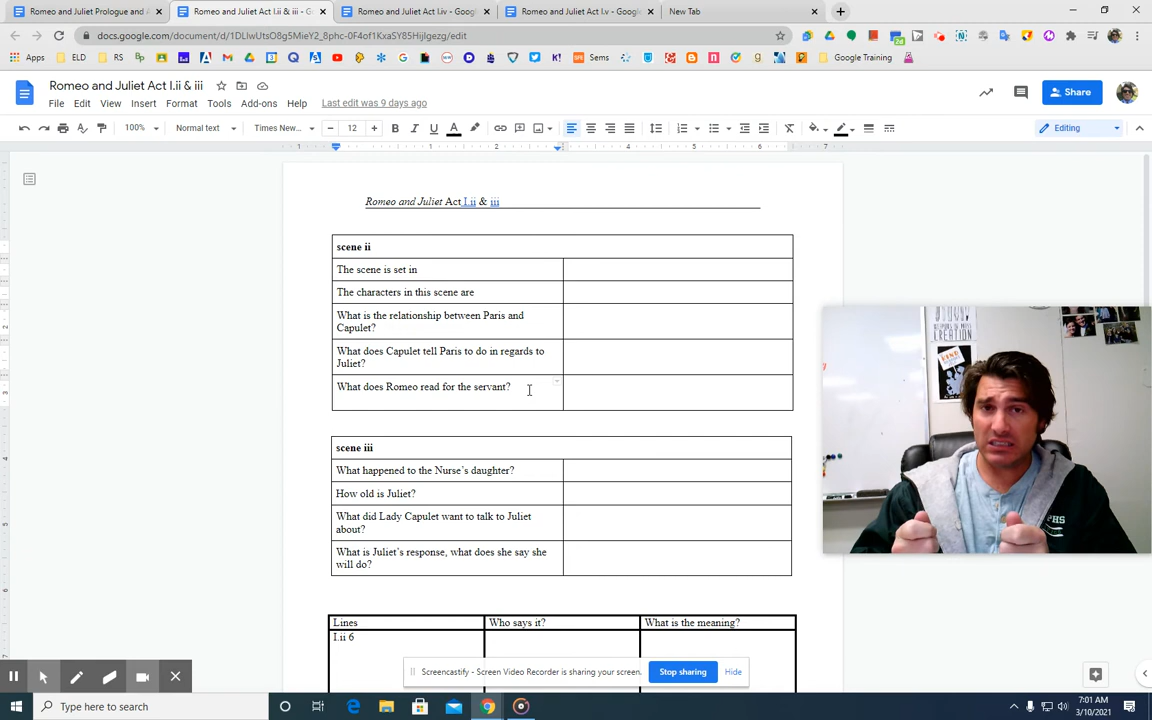 Romeo and Juliet Prologue and A
Romeo and Juliet Act I.ii & iii - G
Romeo and Juliet Act I.iv - Google
Romeo and Juliet Act I.v - Google
New Tab
docs.google.com/document/d/1DLlwUtsO8g5MieY2_8phc-0F4of1KxaSY85HijIgezg/edit
Apps
ELD
RS
Sems
Google Training
Romeo and Juliet Act I.ii & iii
File Edit View Insert Format Tools Add-ons Help Last edit was 9 days ago
Share
100% Normal text Times New... 12 Editing
Romeo and Juliet Act I.ii & iii
scene ii
The scene is set in
The characters in this scene are
What is the relationship between Paris and
Capulet?
What does Capulet tell Paris to do in regards to
Juliet?
What does Romeo read for the servant?
scene iii
What happened to the Nurse's daughter?
How old is Juliet?
What did Lady Capulet want to talk to Juliet
about?
What is Juliet's response, what does she say she
will do?
Lines Who says it? What is the meaning?
I.ii 6
CREATION
KIND
PHS
Screencastify - Screen Video Recorder is sharing your screen.
Stop sharing
Hide
Type here to search
7:01 AM
3/10/2021